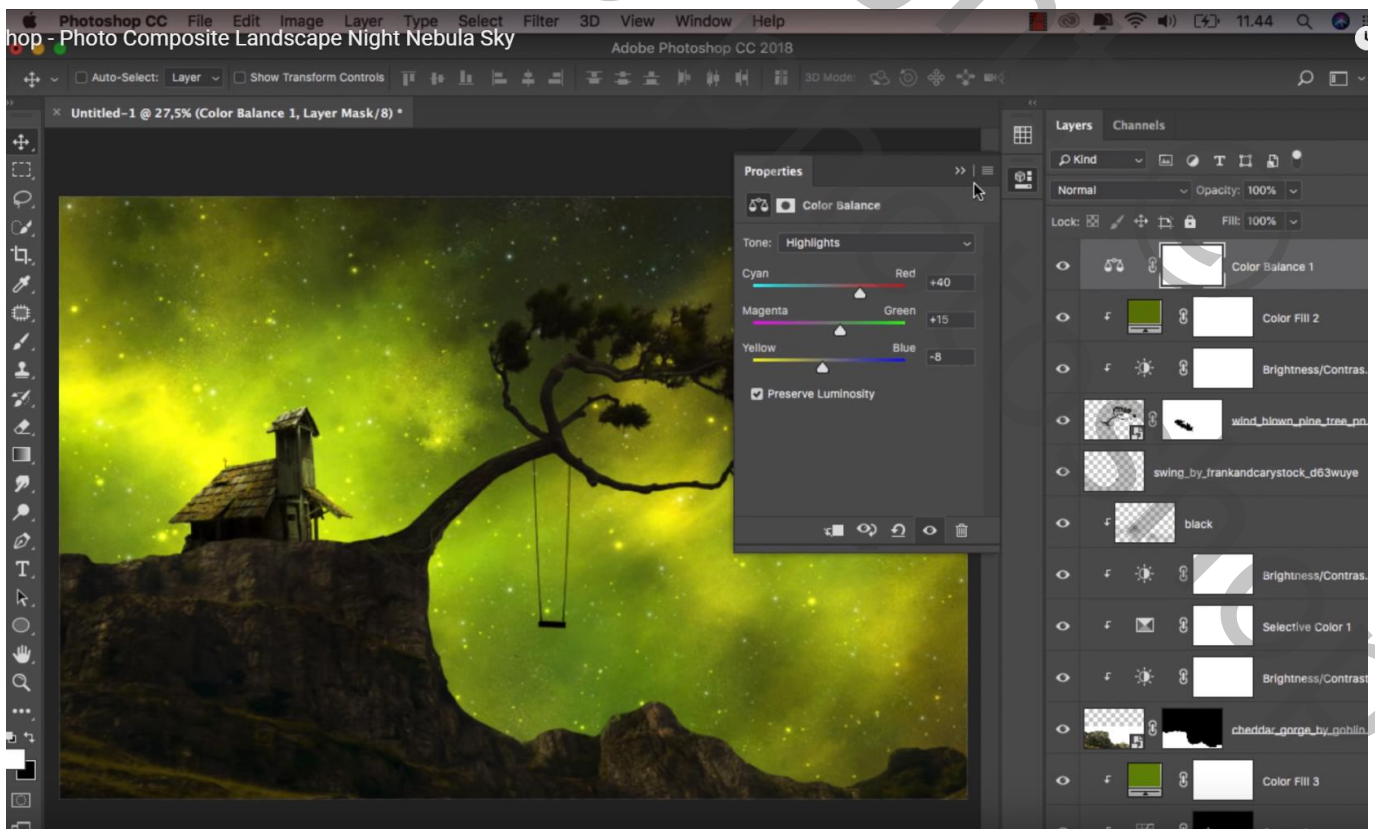 Photoshop CC File Edit Image Layer Type Select Filter 3D View Window Help 11.44
hop - Photo Composite Landscape Night Nebula Sky
Adobe Photoshop CC 2018
Auto-Select: Layer Show Transform Controls 3D Mode:
× Untitled-1 @ 27,5% (Color Balance 1, Layer Mask/8) *
Properties
Color Balance
Tone: Highlights
Cyan Red +40
Magenta Green +15
Yellow Blue -8
Preserve Luminosity
Layers Channels
Kind
Normal Opacity: 100%
Lock: Fill: 100%
Color Balance 1
Color Fill 2
Brightness/Contras.
wind_blown_pine_tree_pn
swing_by_frankandcarystock_d63wuye
black
Brightness/Contras.
Selective Color 1
Brightness/Contrast
cheddar_gorge_by_goblin
Color Fill 3